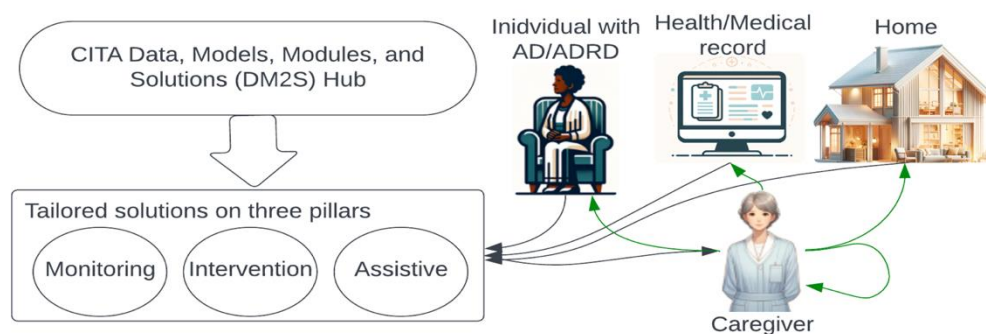 CITA Data, Models, Modules, and
Solutions (DM2S) Hub
Inidvidual with
AD/ADRD
Health/Medical
record
Home
Tailored solutions on three pillars
Monitoring
Intervention
Assistive
Caregiver